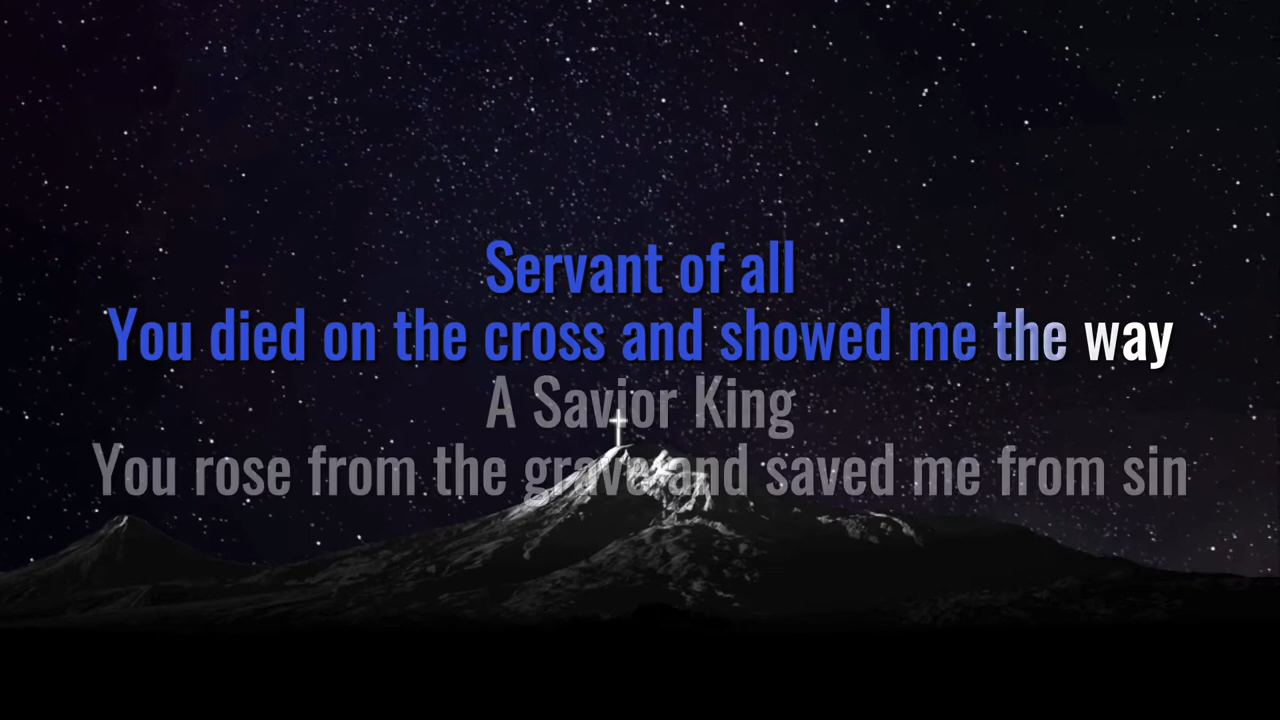 Servant of all
You died on the cross and showed me the way
A Savior King
You rose from the grave and saved me from sin